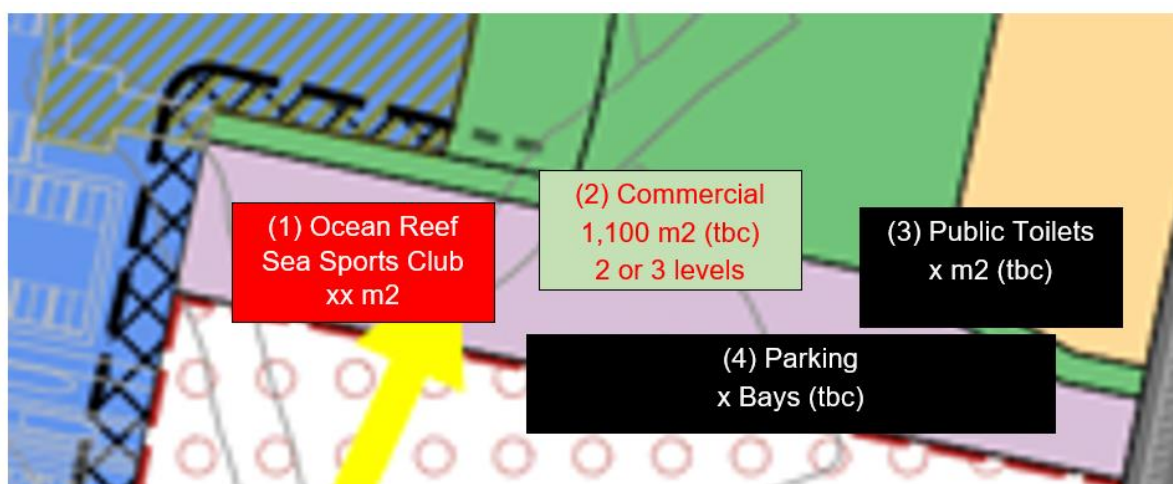 (1) Ocean Reef
Sea Sports Club
xx m2
(2) Commercial
1,100 m2 (tbc)
2 or 3 levels
(3) Public Toilets
x m2 (tbc)
(4) Parking
x Bays (tbc)